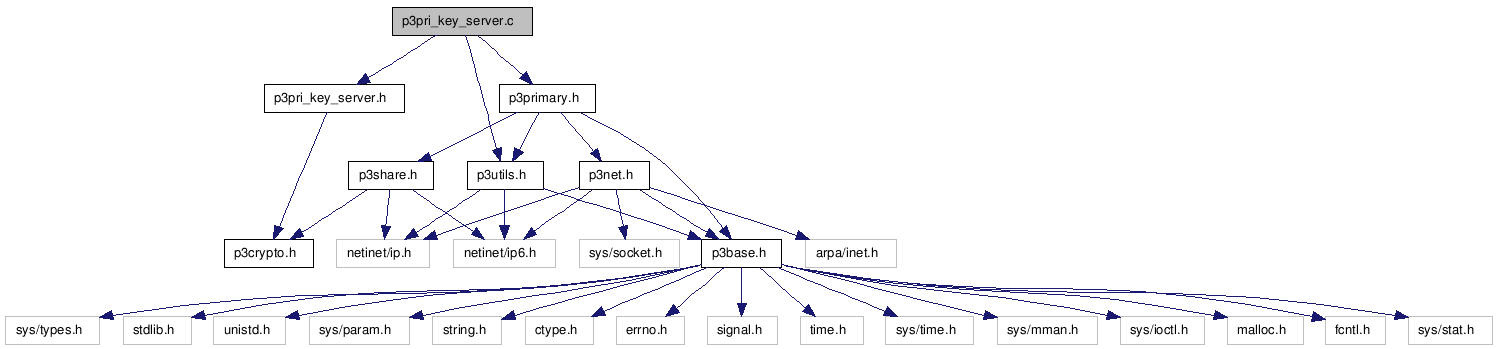 p3pri_key_server.c
p3pri_key_server.h
p3primary.h
p3share.h
p3utils.h
p3net.h
p3crypto.h
netinet/ip.h
netinet/ip6.h
sys/socket.h
p3base.h
arpa/inet.h
sys/types.h
stdlib.h
unistd.h
sys/param.h
string.h
ctype.h
errno.h
signal.h
time.h
sys/time.h
sys/mman.h
sys/ioctl.h
malloc.h
fcntl.h
sys/stat.h